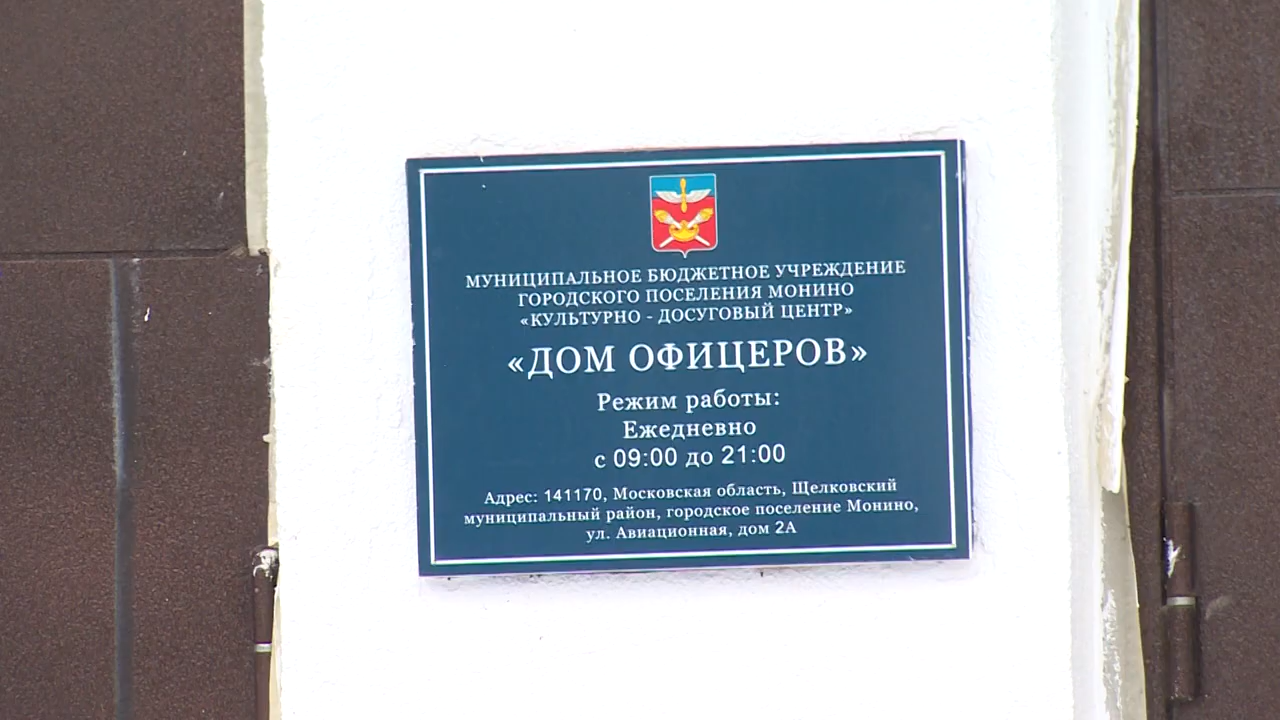 МУНИЦИПАЛЬНОЕ БЮДЖЕТНОЕ УЧРЕЖДЕНИЕ
ГОРОДСКОГО ПОСЕЛЕНИЯ МОНИНО
«КУЛЬТУРНО - ДОСУГОВЫЙ ЦЕНТР»
«ДОМ ОФИЦЕРОВ»
Режим работы:
Ежедневно
с 09:00 до 21:00
Адрес: 141170, Московская область, Щелковский
муниципальный район, городское поселение Монино,
ул. Авиационная, дом 2А